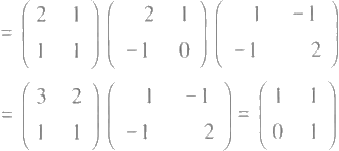 = ( 2 1 ; 1 1 ) ( 2 1 ; -1 0 ) ( 1 -1 ; -1 2 )
= ( 3 2 ; 1 1 ) ( 1 -1 ; -1 2 ) = ( 1 1 ; 0 1 )